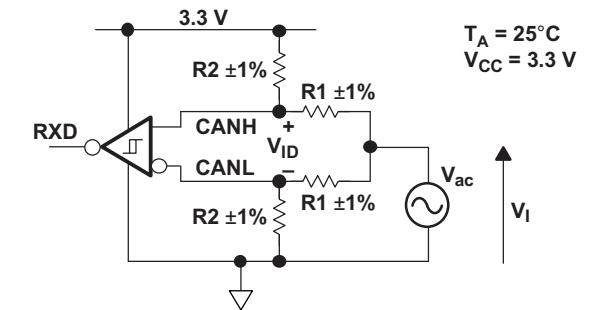 3.3 V
T_A = 25°C
V_CC = 3.3 V
R2 ±1%
R1 ±1%
RXD
CANH
+
V_ID
CANL
−
R1 ±1%
V_ac
R2 ±1%
V_I